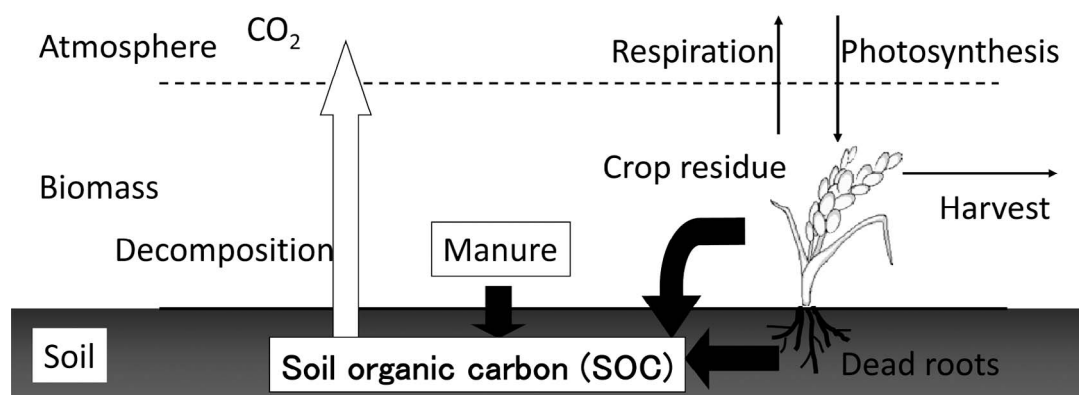 Atmosphere
CO₂
Respiration
Photosynthesis
Biomass
Crop residue
Harvest
Decomposition
Manure
Soil
Soil organic carbon (SOC)
Dead roots